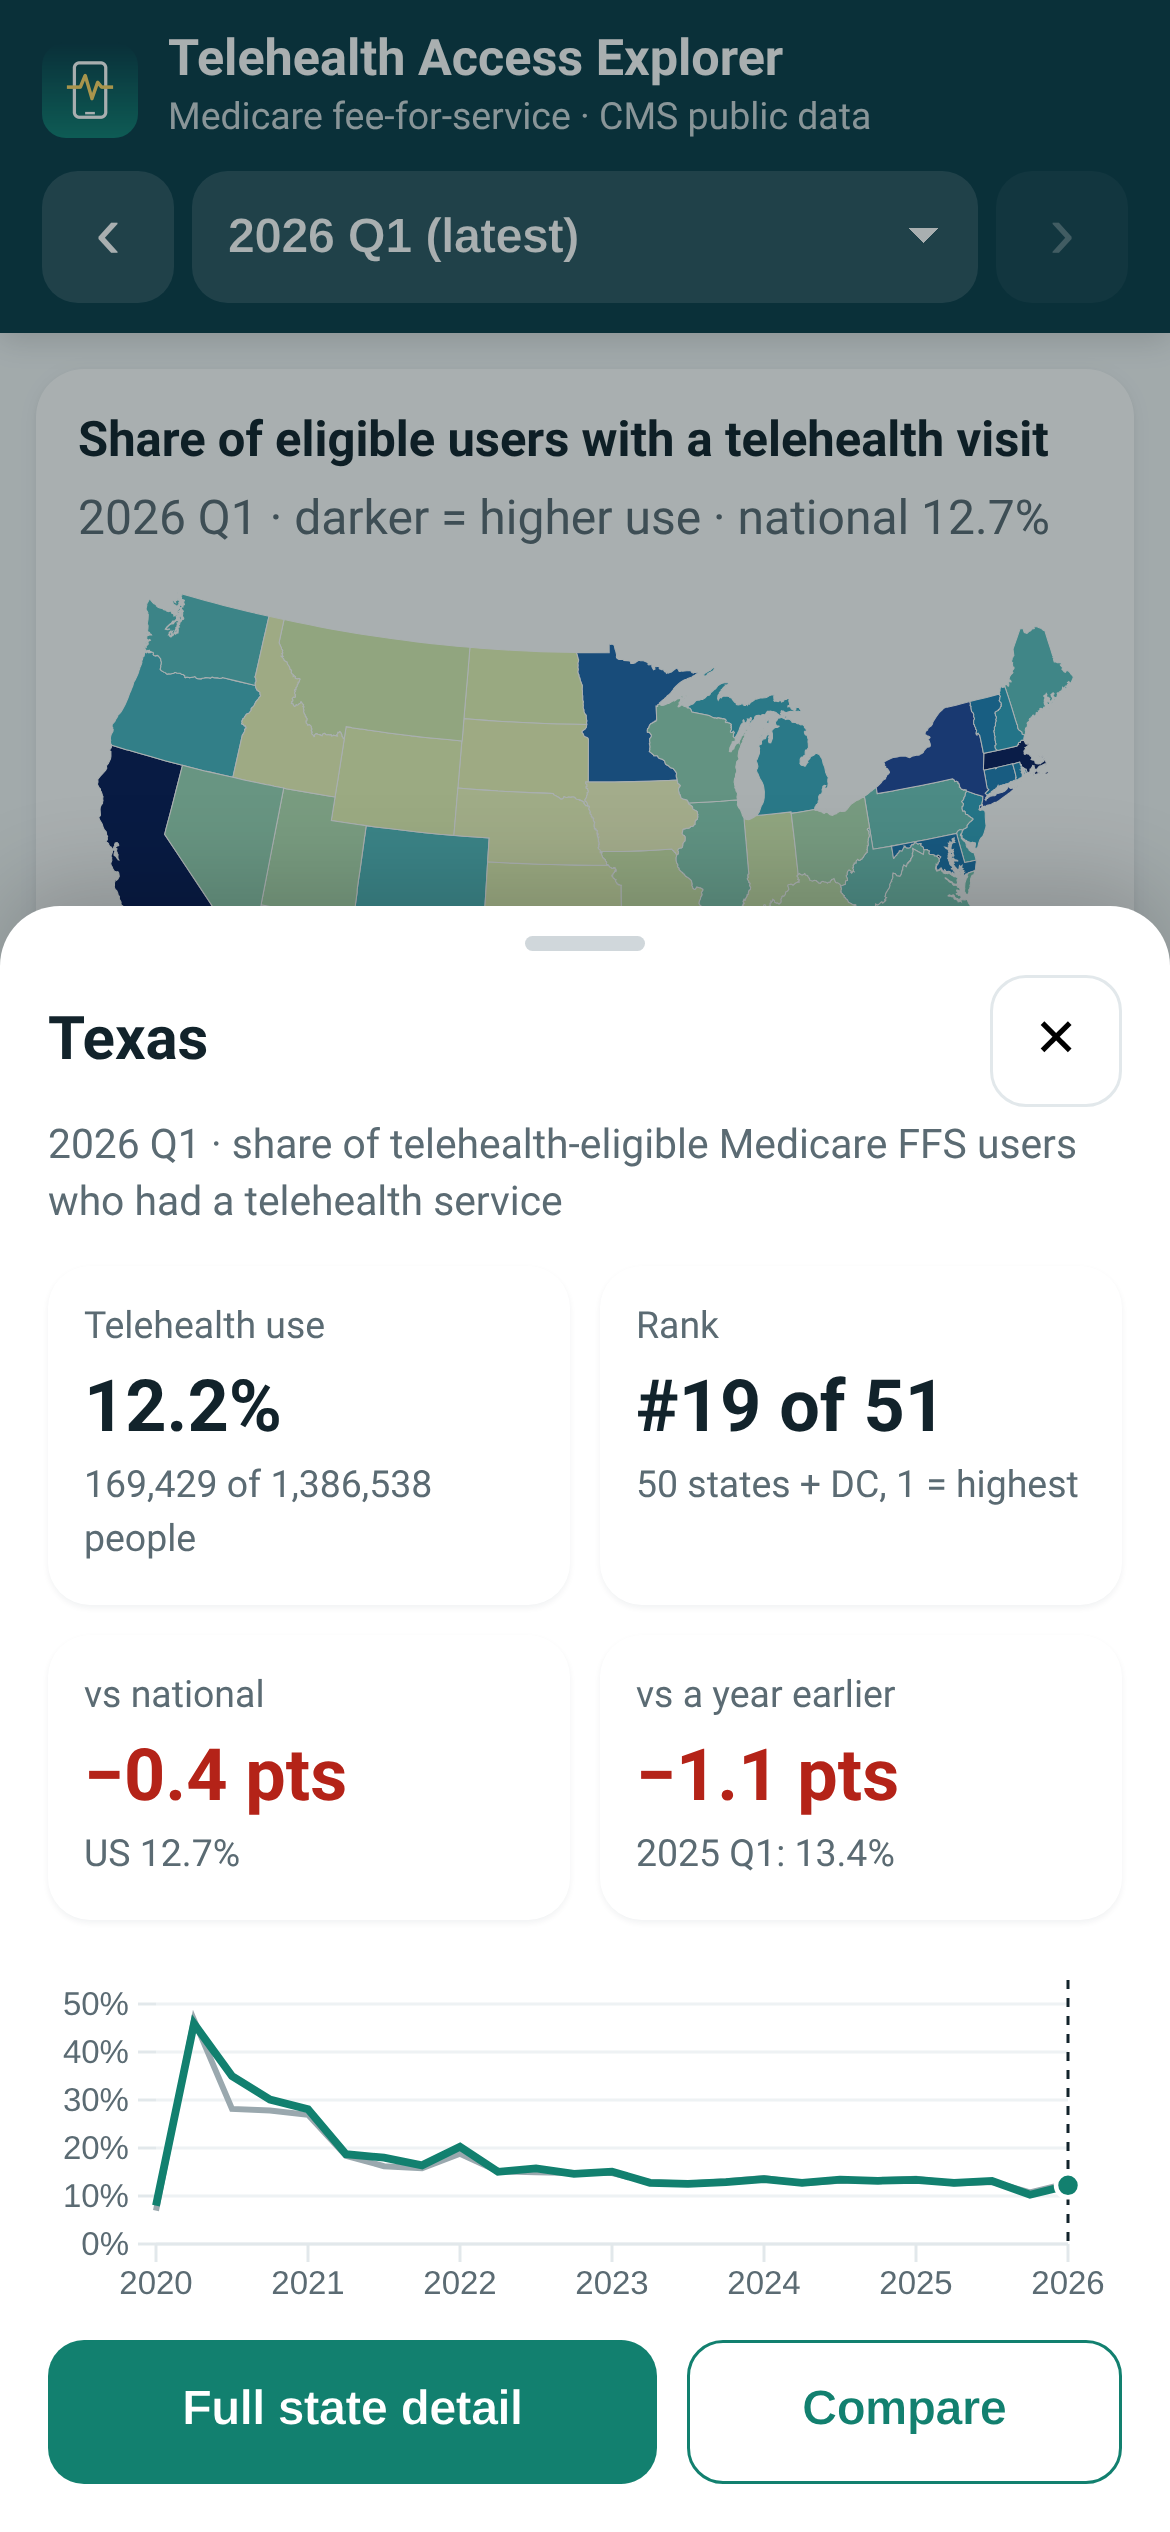 Telehealth Access Explorer
Medicare fee-for-service · CMS public data
‹
2026 Q1 (latest)
›
Share of eligible users with a telehealth visit
2026 Q1 · darker = higher use · national 12.7%
Texas
✕
2026 Q1 · share of telehealth-eligible Medicare FFS users
who had a telehealth service
Telehealth use
12.2%
169,429 of 1,386,538
people
Rank
#19 of 51
50 states + DC, 1 = highest
vs national
−0.4 pts
US 12.7%
vs a year earlier
−1.1 pts
2025 Q1: 13.4%
50%
40%
30%
20%
10%
0%
2020 2021 2022 2023 2024 2025 2026
Full state detail
Compare